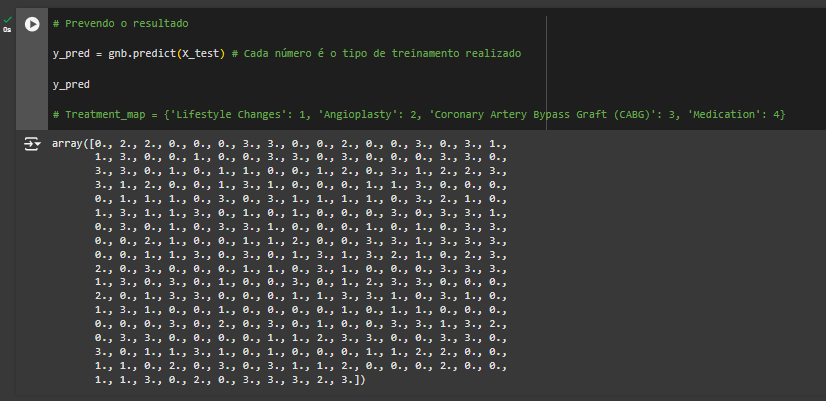 0s
# Prevendo o resultado
y_pred = gnb.predict(X_test) # Cada número é o tipo de treinamento realizado
y_pred
# Treatment_map = {'Lifestyle Changes': 1, 'Angioplasty': 2, 'Coronary Artery Bypass Graft (CABG)': 3, 'Medication': 4}
array([0., 2., 2., 0., 0., 0., 3., 3., 0., 0., 2., 0., 0., 3., 0., 3., 1.,
1., 3., 0., 0., 1., 0., 0., 3., 3., 0., 3., 0., 0., 0., 3., 3., 0.,
3., 3., 0., 1., 0., 1., 1., 0., 0., 1., 2., 0., 3., 1., 2., 2., 3.,
3., 1., 2., 0., 0., 1., 3., 1., 0., 0., 0., 1., 1., 3., 0., 0., 0.,
0., 1., 1., 1., 0., 3., 0., 3., 1., 1., 1., 1., 0., 3., 2., 1., 0.,
1., 3., 1., 1., 3., 0., 1., 0., 1., 0., 0., 0., 3., 0., 3., 3., 1.,
0., 3., 0., 1., 0., 3., 3., 1., 0., 0., 0., 1., 0., 1., 0., 3., 3.,
0., 0., 2., 1., 0., 0., 1., 1., 2., 0., 0., 3., 3., 1., 3., 3., 3.,
0., 0., 1., 1., 3., 0., 3., 0., 1., 3., 1., 3., 2., 1., 0., 2., 3.,
2., 0., 3., 0., 0., 0., 1., 1., 0., 3., 1., 0., 0., 0., 3., 3., 3.,
1., 3., 0., 3., 0., 1., 0., 0., 3., 0., 1., 2., 3., 3., 0., 0., 0.,
2., 0., 1., 3., 3., 0., 0., 0., 1., 1., 3., 3., 1., 0., 3., 1., 0.,
1., 3., 1., 0., 0., 1., 0., 0., 0., 0., 1., 0., 1., 1., 0., 0., 0.,
0., 0., 0., 3., 0., 2., 0., 3., 0., 1., 0., 0., 3., 3., 1., 3., 2.,
0., 3., 3., 0., 0., 0., 0., 1., 1., 2., 3., 3., 0., 0., 3., 3., 0.,
3., 0., 1., 1., 3., 1., 0., 1., 0., 0., 0., 1., 1., 2., 2., 0., 0.,
1., 1., 0., 2., 0., 3., 0., 3., 1., 1., 2., 0., 0., 0., 2., 0., 0.,
1., 1., 3., 0., 2., 0., 3., 3., 3., 2., 3.])